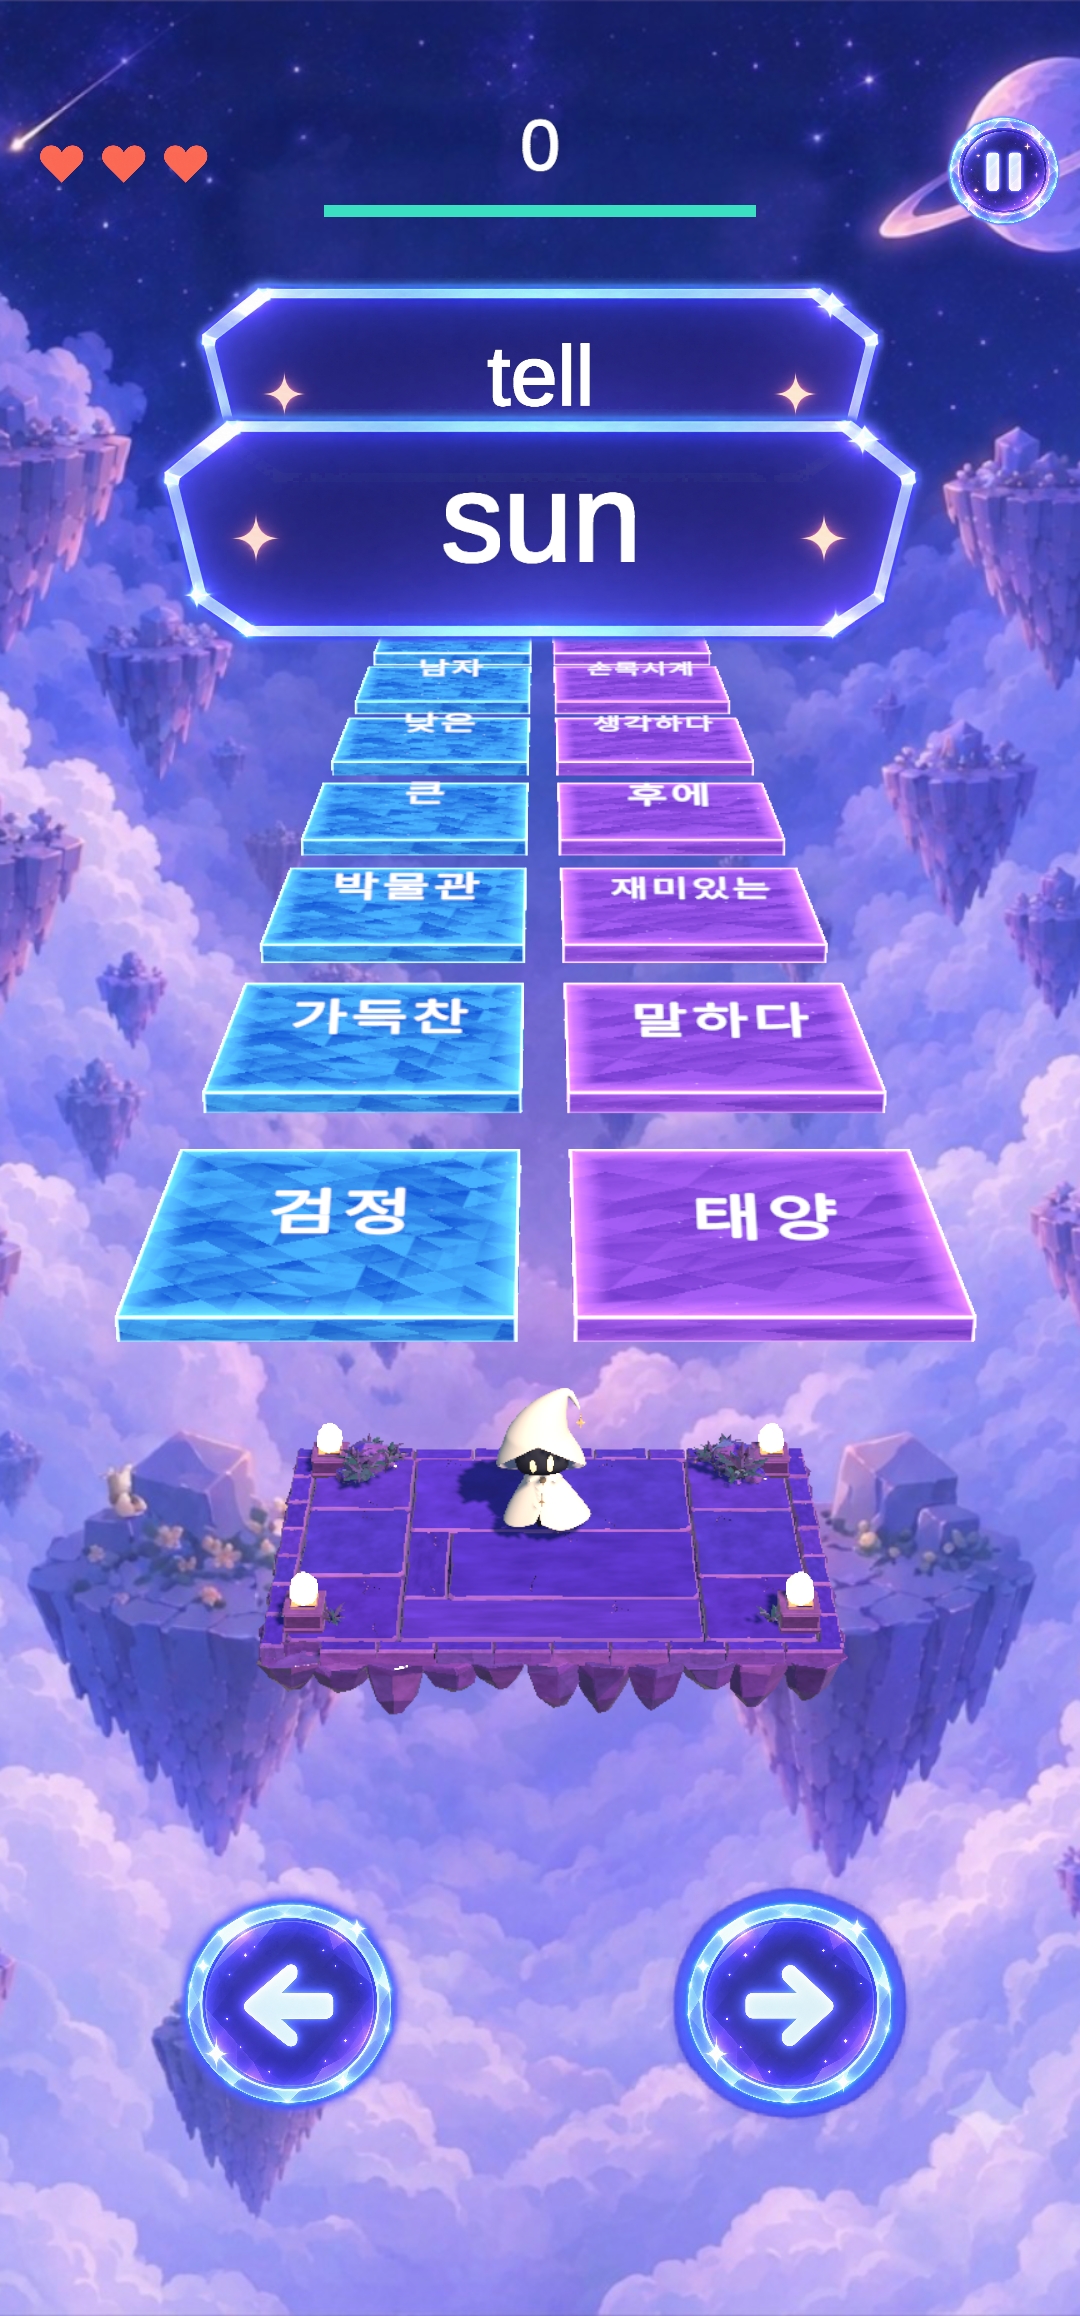 0
tell
sun
남자 손목시계
낮은 생각하다
큰 후에
박물관 재미있는
가득찬 말하다
검정 태양